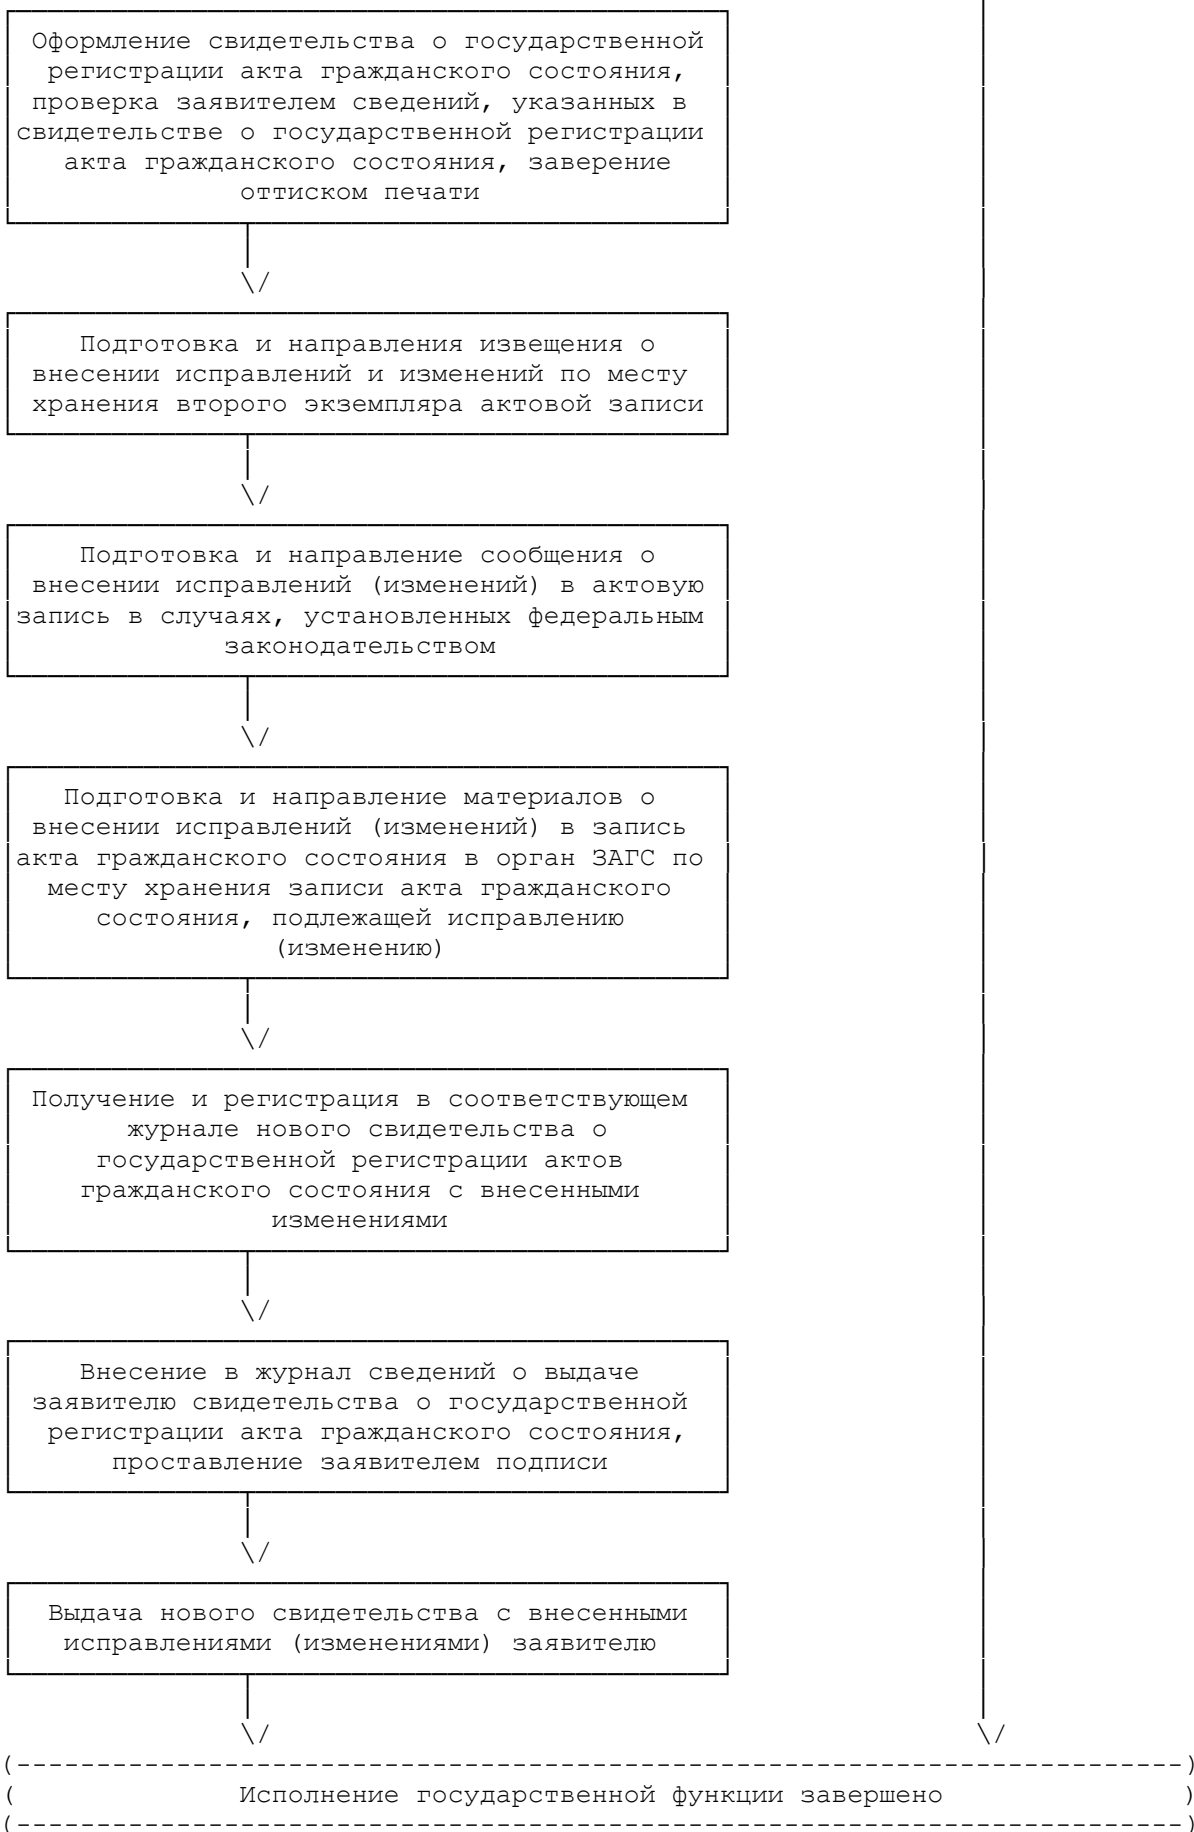 Оформление свидетельства о государственной
регистрации акта гражданского состояния,
проверка заявителем сведений, указанных в
свидетельстве о государственной регистрации
акта гражданского состояния, заверение
оттиском печати
\/
Подготовка и направления извещения о
внесении исправлений и изменений по месту
хранения второго экземпляра актовой записи
\/
Подготовка и направление сообщения о
внесении исправлений (изменений) в актовую
запись в случаях, установленных федеральным
законодательством
\/
Подготовка и направление материалов о
внесении исправлений (изменений) в запись
акта гражданского состояния в орган ЗАГС по
месту хранения записи акта гражданского
состояния, подлежащей исправлению
(изменению)
\/
Получение и регистрация в соответствующем
журнале нового свидетельства о
государственной регистрации актов
гражданского состояния с внесенными
изменениями
\/
Внесение в журнал сведений о выдаче
заявителю свидетельства о государственной
регистрации акта гражданского состояния,
проставление заявителем подписи
\/
Выдача нового свидетельства с внесенными
исправлениями (изменениями) заявителю
\/ \/
(-------------------------------------------------------------------------)
( Исполнение государственной функции завершено )
(-------------------------------------------------------------------------)